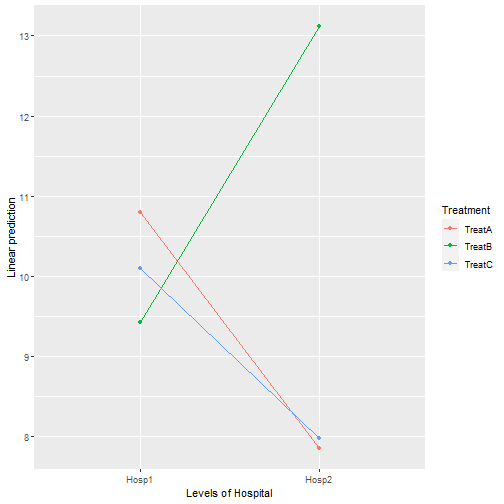 13
12
11
10
9
8
Linear prediction
Hosp1 Hosp2
Levels of Hospital
Treatment
TreatA
TreatB
TreatC